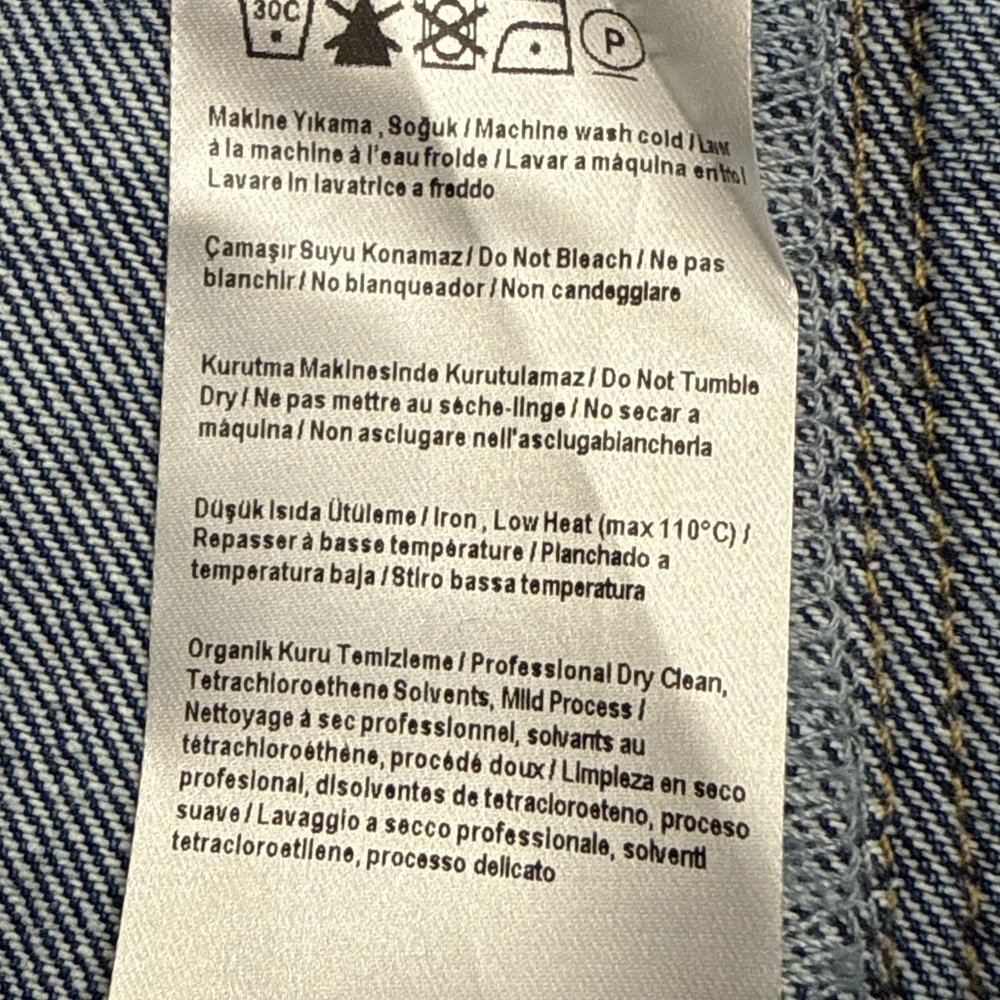 30C
P
Makine Yıkama , Soğuk / Machine wash cold / Laver
à la machine à l'eau froide / Lavar a máquina en frío /
Lavare in lavatrice a freddo
Çamaşır Suyu Konamaz / Do Not Bleach / Ne pas
blanchir / No blanqueador / Non candeggiare
Kurutma Makinesinde Kurutulamaz / Do Not Tumble
Dry / Ne pas mettre au sèche-linge / No secar a
máquina / Non asciugare nell'asciugabiancheria
Düşük Isıda Ütüleme / Iron , Low Heat (max 110°C) /
Repasser à basse température / Planchado a
temperatura baja / Stiro bassa temperatura
Organik Kuru Temizleme / Professional Dry Clean,
Tetrachloroethene Solvents, Mild Process /
Nettoyage à sec professionnel, solvants au
tétrachloroéthène, procédé doux / Limpieza en seco
profesional, disolventes de tetracloroeteno, proceso
suave / Lavaggio a secco professionale, solventi
tetracloroetilene, processo delicato